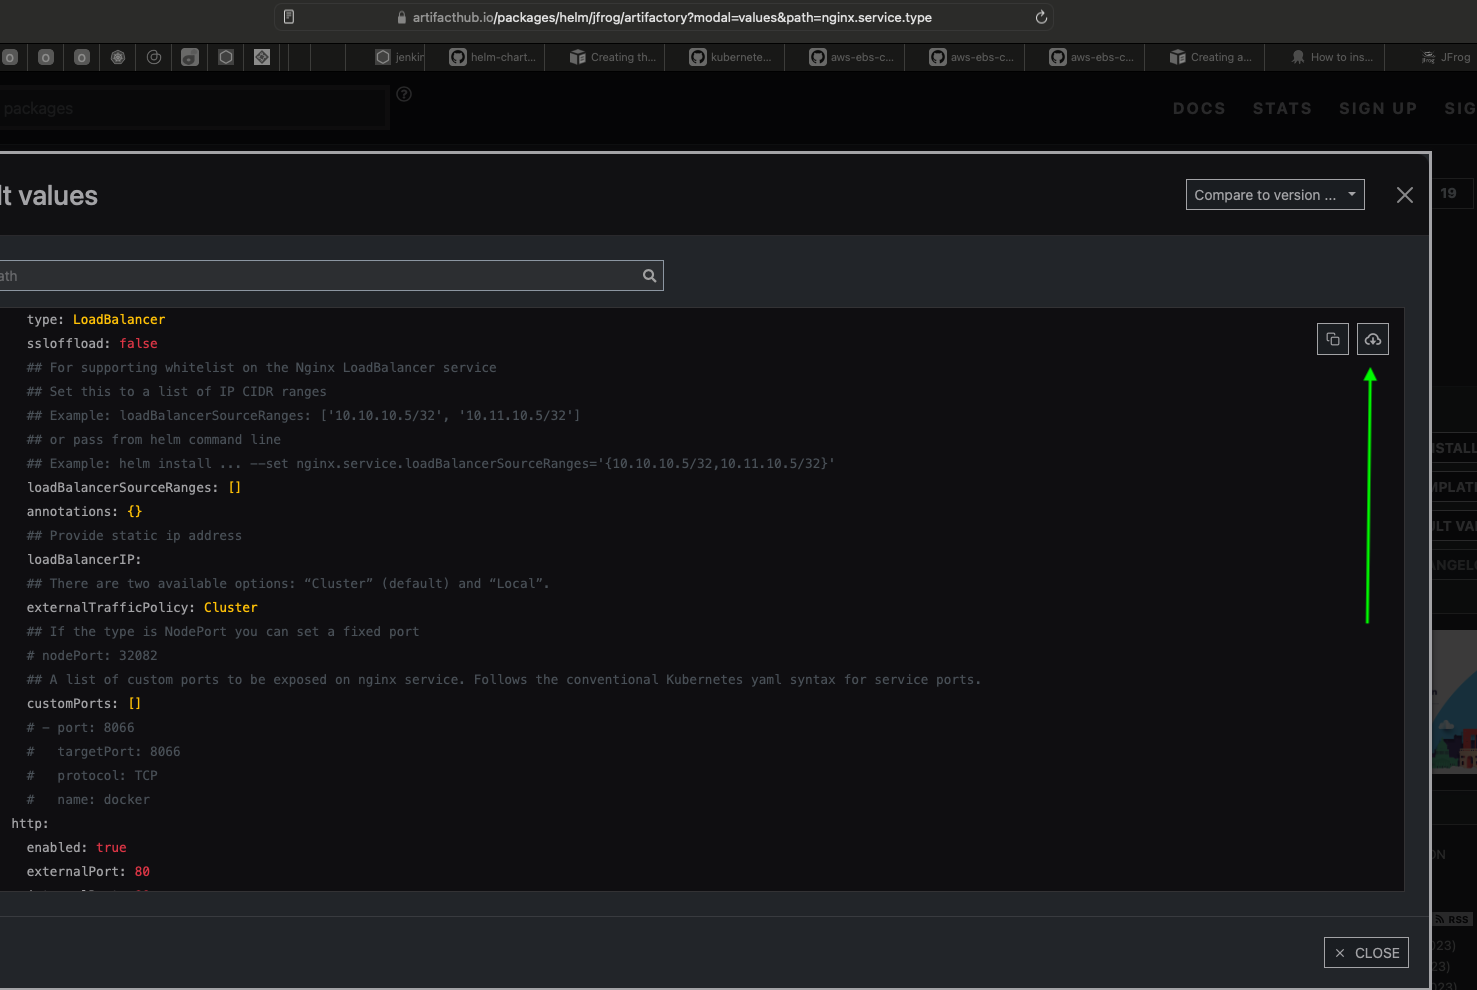 artifacthub.io/packages/helm/jfrog/artifactory?modal=values&path=nginx.service.type
jenkin
helm-chart...
Creating th...
kubernete...
aws-ebs-c...
aws-ebs-c...
aws-ebs-c...
Creating a...
How to ins...
JFrog
packages
DOCS STATS SIGN UP SIG
lt values
Compare to version ...
19
ath
type: LoadBalancer
ssloffload: false
## For supporting whitelist on the Nginx LoadBalancer service
## Set this to a list of IP CIDR ranges
## Example: loadBalancerSourceRanges: ['10.10.10.5/32', '10.11.10.5/32']
## or pass from helm command line
## Example: helm install ... --set nginx.service.loadBalancerSourceRanges='{10.10.10.5/32,10.11.10.5/32}'
loadBalancerSourceRanges: []
annotations: {}
## Provide static ip address
loadBalancerIP:
## There are two available options: “Cluster” (default) and “Local”.
externalTrafficPolicy: Cluster
## If the type is NodePort you can set a fixed port
# nodePort: 32082
## A list of custom ports to be exposed on nginx service. Follows the conventional Kubernetes yaml syntax for service ports.
customPorts: []
# - port: 8066
#   targetPort: 8066
#   protocol: TCP
#   name: docker
http:
enabled: true
externalPort: 80
NSTALL
MPLATE
ULT VAL
ANGELO
ON
RSS
023)
23)
023)
CLOSE